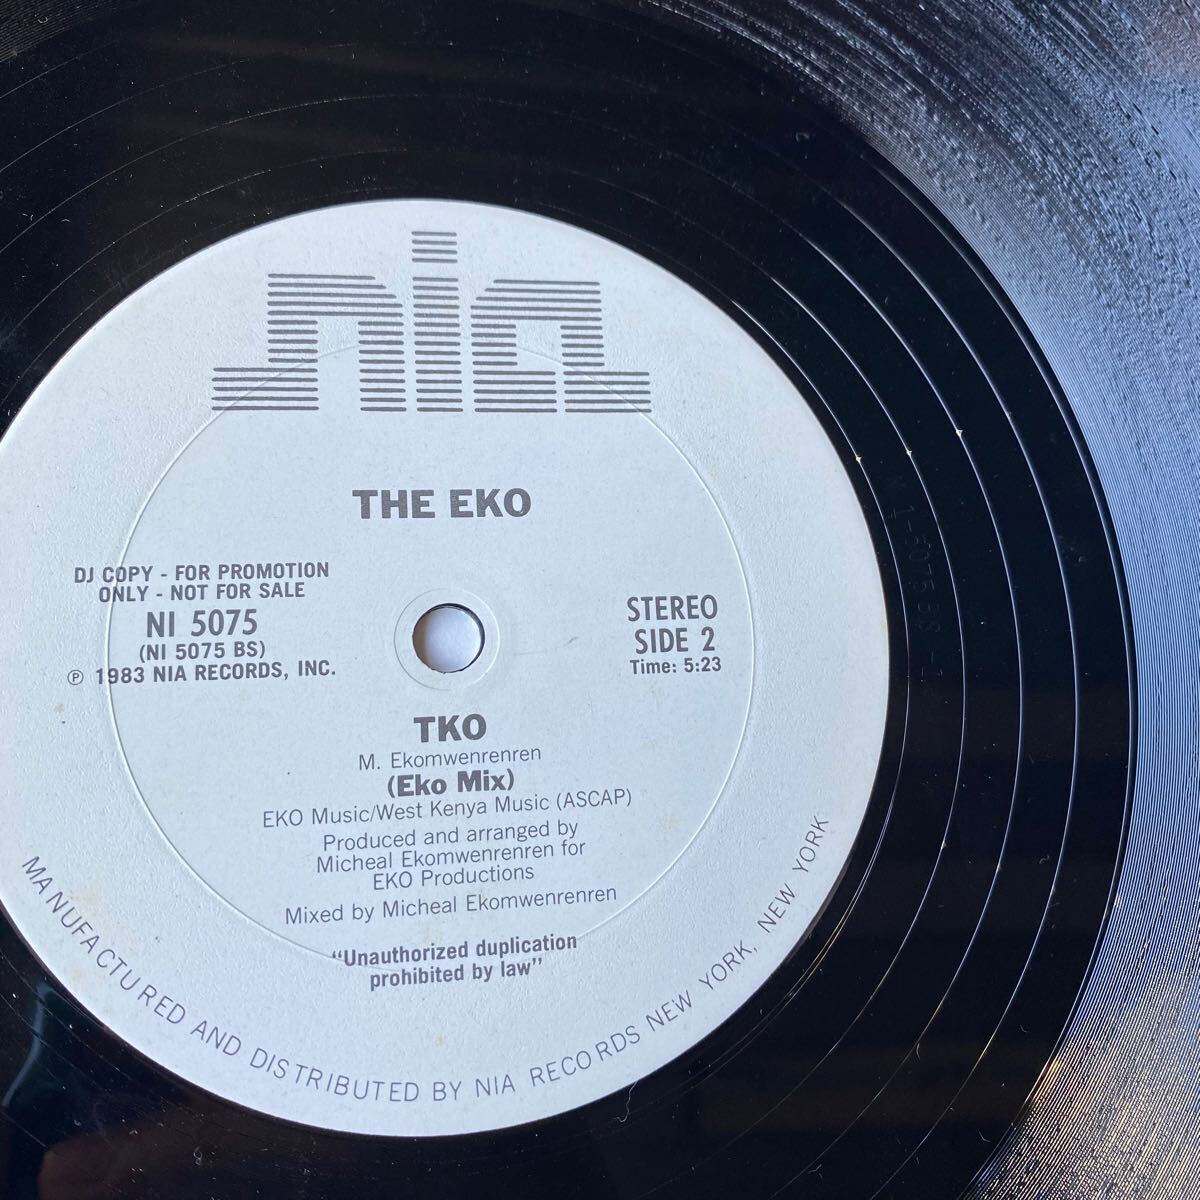 nia
THE EKO
DJ COPY - FOR PROMOTION
ONLY - NOT FOR SALE
NI 5075
(NI 5075 BS)
℗ 1983 NIA RECORDS, INC.
STEREO
SIDE 2
Time: 5:23
TKO
M. Ekomwenrenren
(Eko Mix)
EKO Music/West Kenya Music (ASCAP)
Produced and arranged by
Micheal Ekomwenrenren for
EKO Productions
Mixed by Micheal Ekomwenrenren
"Unauthorized duplication
prohibited by law"
MANUFACTURED AND DISTRIBUTED BY NIA RECORDS NEW YORK, NEW YORK